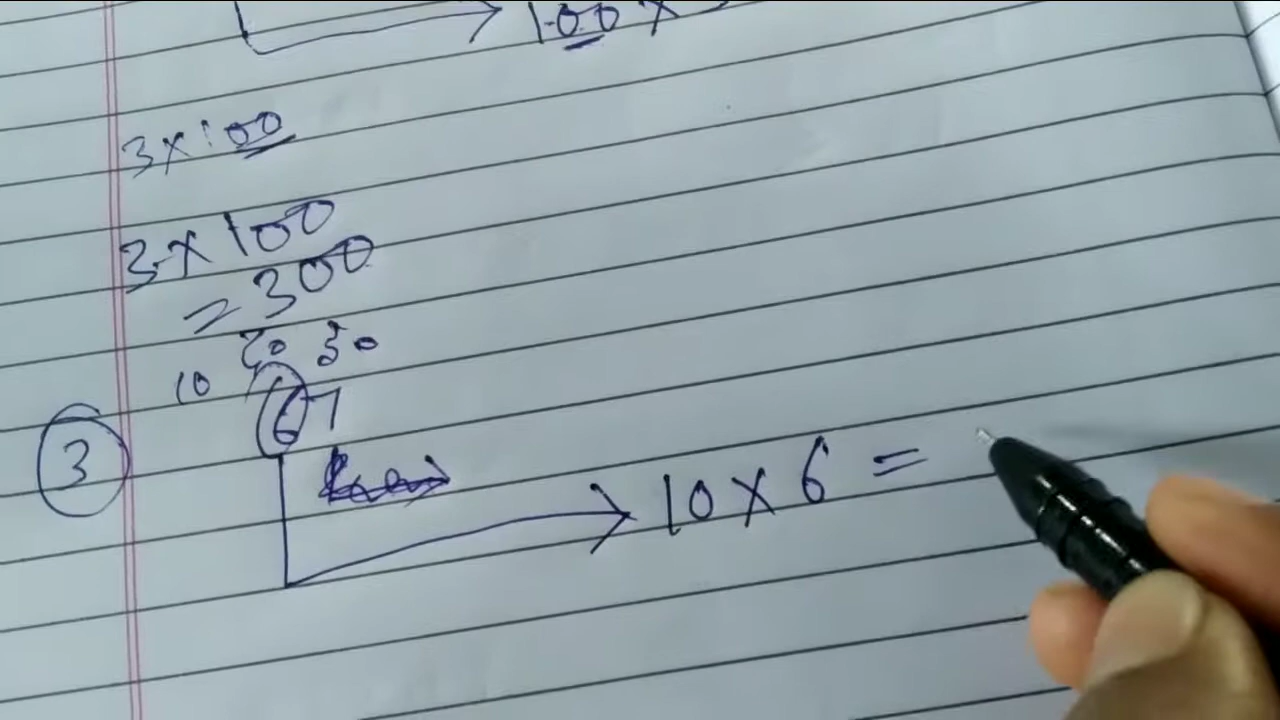 100 X
3 X 100
3 X 100
= 300
10 20 30
3 67
10 X 6 =